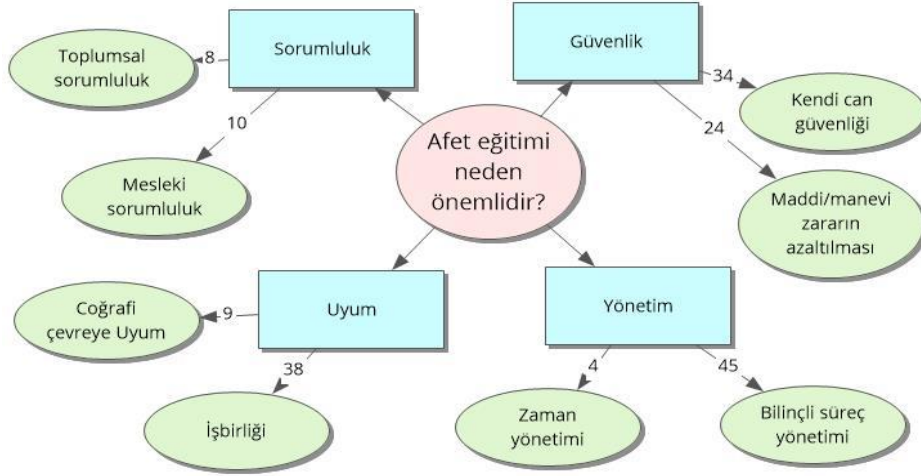 Sorumluluk
Güvenlik
Toplumsal
sorumluluk
8
34
Kendi can
güvenliği
10
24
Afet eğitimi
neden
önemlidir?
Mesleki
sorumluluk
Maddi/manevi
zararın
azaltılması
Uyum
Yönetim
Coğrafi
çevreye Uyum
9
38
4
45
İşbirliği
Zaman
yönetimi
Bilinçli süreç
yönetimi